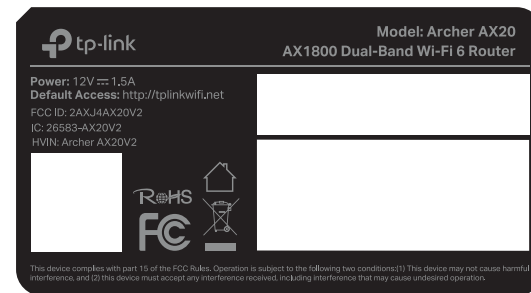 tp-link
Model: Archer AX20
AX1800 Dual-Band Wi-Fi 6 Router
Power: 12V ⎓ 1.5A
Default Access: http://tplinkwifi.net
FCC ID: 2AXJ4AX20V2
IC: 26583-AX20V2
HVIN: Archer AX20V2
RoHS
FC
This device complies with part 15 of the FCC Rules. Operation is subject to the following two conditions:(1) This device may not cause harmful
interference, and (2) this device must accept any interference received, including interference that may cause undesired operation.